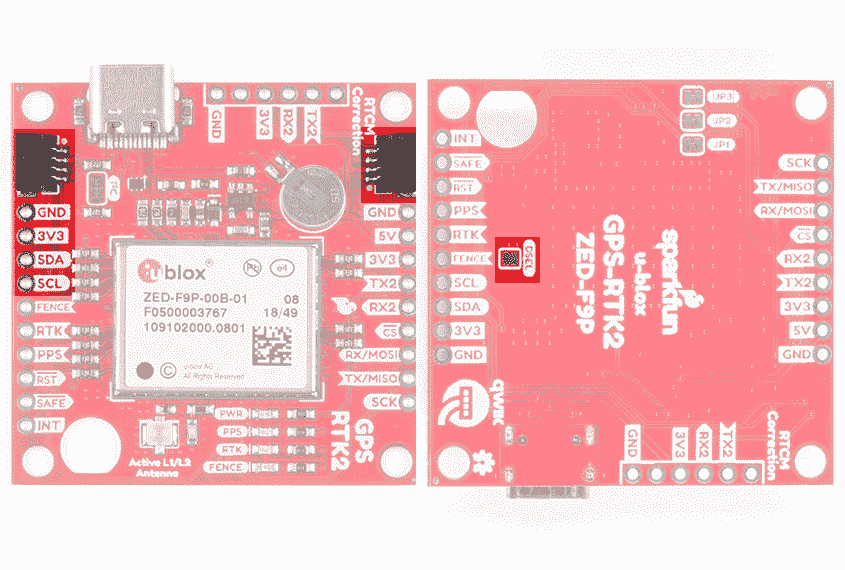 GND
3V3
RX2
TX2
RTCM
Correction
GND
3V3
SDA
SCL
FENCE
RTK
PPS
RST
SAFE
INT
GND
5V
3V3
TX2
RX2
CS
RX/MOSI
TX/MISO
SCK
ublox
ZED-F9P-00B-01 08
F0500003767 18/49
109102000.0801
u-blox AG
All Rights Reserved
PWR
PPS
RTK
FENCE
GPS
RTK2
Active L1/L2
Antenna
JP3
JP2
JP1
INT
SAFE
RST
PPS
RTK
FENCE
SCL
SDA
3V3
GND
DSEL
GPS-RTK2
ZED-F9P
sparkfun
u-blox
SCK
TX/MISO
RX/MOSI
CS
RX2
TX2
3V3
5V
GND
QWIIC
GND
3V3
RX2
TX2
RTCM
Correction